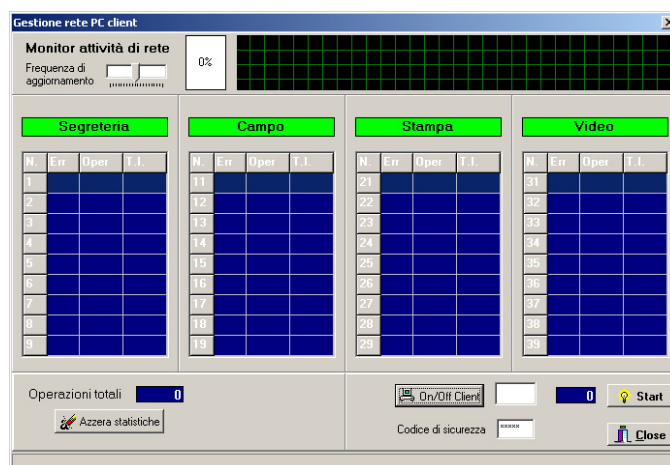 Gestione rete PC client
Monitor attività di rete
Frequenza di
aggiornamento
0%
Segreteria Campo Stampa Video
N. Err Oper T.I. N. Err Oper T.I. N. Err Oper T.I. N. Err Oper T.I.
1 11 21 31
2 12 22 32
3 13 23 33
4 14 24 34
5 15 25 35
6 16 26 36
7 17 27 37
8 18 28 38
9 19 29 39
Operazioni totali 0 On/Off Client 0 Start
Azzera statistiche Codice di sicurezza ***** Close